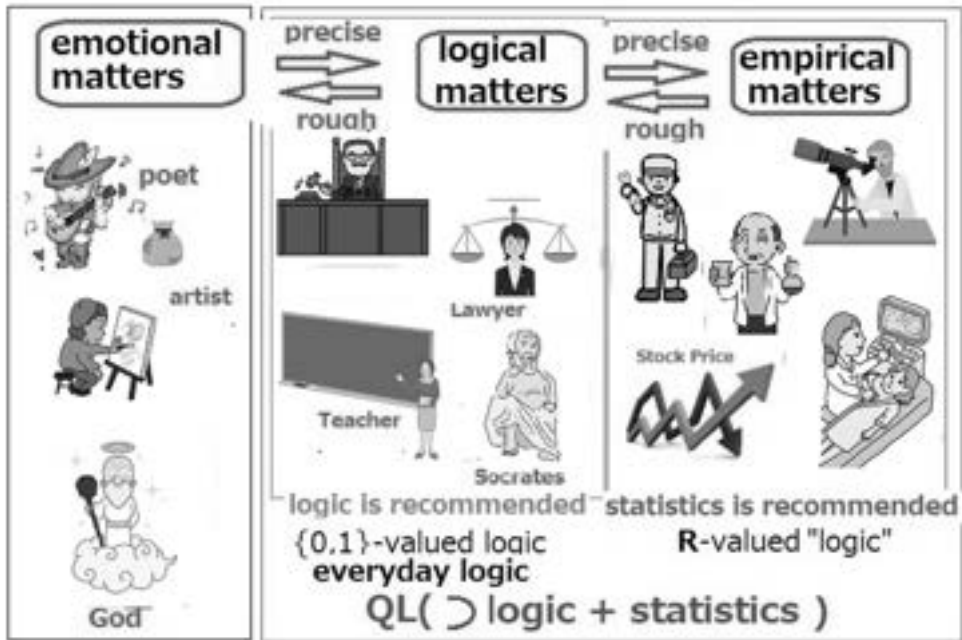 emotional
matters
poet
artist
God
precise
rough
logical
matters
Lawyer
Teacher
Socrates
logic is recommended
{0,1}-valued logic
everyday logic
precise
rough
empirical
matters
Stock Price
statistics is recommended
R-valued "logic"
QL( ⊃ logic + statistics )